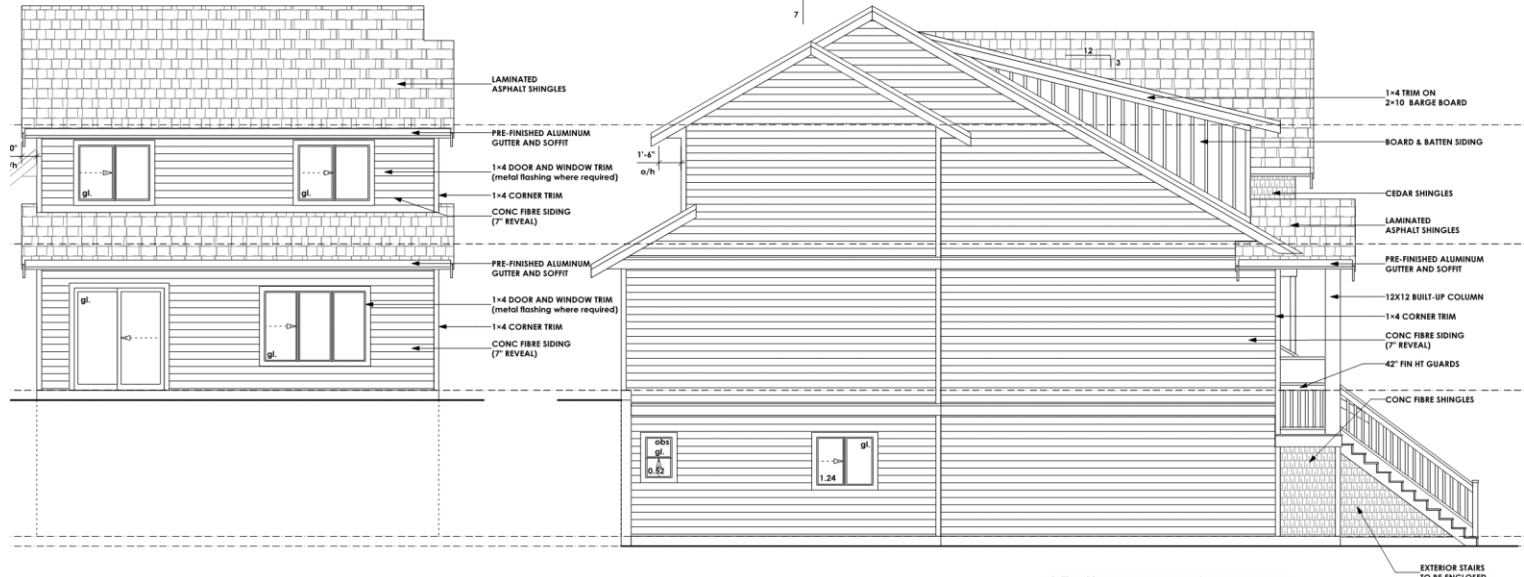 LAMINATED
ASPHALT SHINGLES
PRE-FINISHED ALUMINUM
GUTTER AND SOFFIT
0"
/h
gl.
gl.
1×4 DOOR AND WINDOW TRIM
(metal flashing where required)
1×4 CORNER TRIM
CONC FIBRE SIDING
(7" REVEAL)
PRE-FINISHED ALUMINUM
GUTTER AND SOFFIT
gl.
gl.
1×4 DOOR AND WINDOW TRIM
(metal flashing where required)
1×4 CORNER TRIM
CONC FIBRE SIDING
(7" REVEAL)
7
12
3
1'-6"
o/h
obs
gl.
0.52
gl.
1.24
1×4 TRIM ON
2×10 BARGE BOARD
BOARD & BATTEN SIDING
CEDAR SHINGLES
LAMINATED
ASPHALT SHINGLES
PRE-FINISHED ALUMINUM
GUTTER AND SOFFIT
12X12 BUILT-UP COLUMN
1×4 CORNER TRIM
CONC FIBRE SIDING
(7" REVEAL)
42" FIN HT GUARDS
CONC FIBRE SHINGLES
EXTERIOR STAIRS
TO BE ENCLOSED